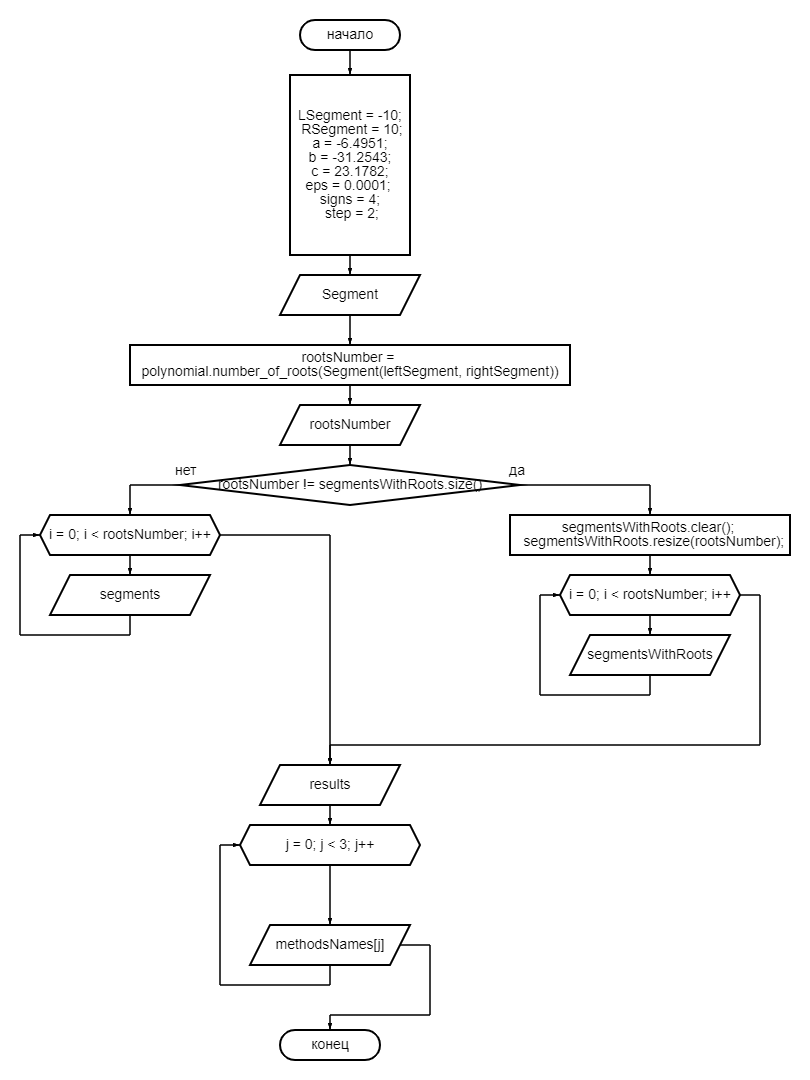 начало
LSegment = -10;
RSegment = 10;
a = -6.4951;
b = -31.2543;
c = 23.1782;
eps = 0.0001;
signs = 4;
step = 2;
Segment
rootsNumber =
polynomial.number_of_roots(Segment(leftSegment, rightSegment))
rootsNumber
нет
да
rootsNumber != segmentsWithRoots.size()
i = 0; i < rootsNumber; i++
segments
segmentsWithRoots.clear();
segmentsWithRoots.resize(rootsNumber);
i = 0; i < rootsNumber; i++
segmentsWithRoots
results
j = 0; j < 3; j++
methodsNames[j]
конец